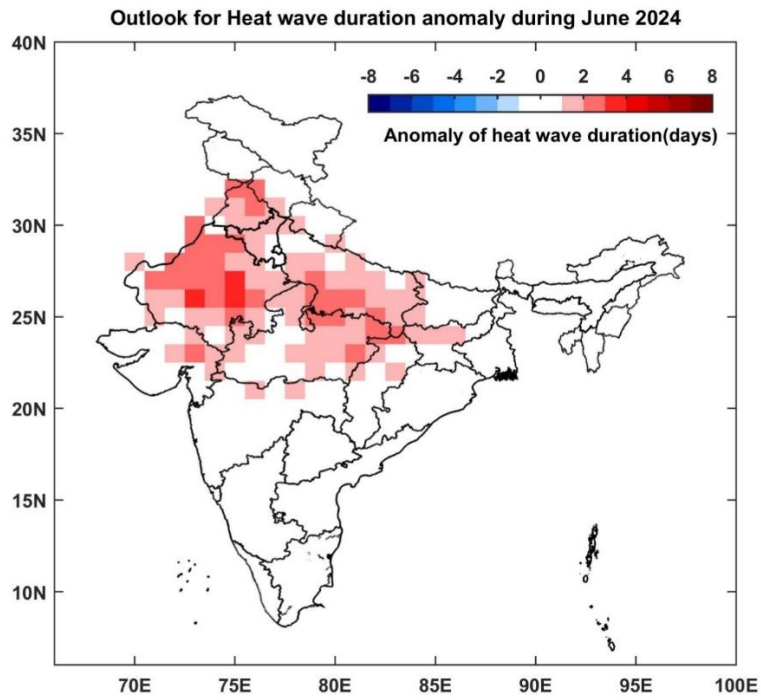 Outlook for Heat wave duration anomaly during June 2024
40N
-8 -6 -4 -2 0 2 4 6 8
Anomaly of heat wave duration(days)
35N
30N
25N
20N
15N
10N
70E 75E 80E 85E 90E 95E 100E